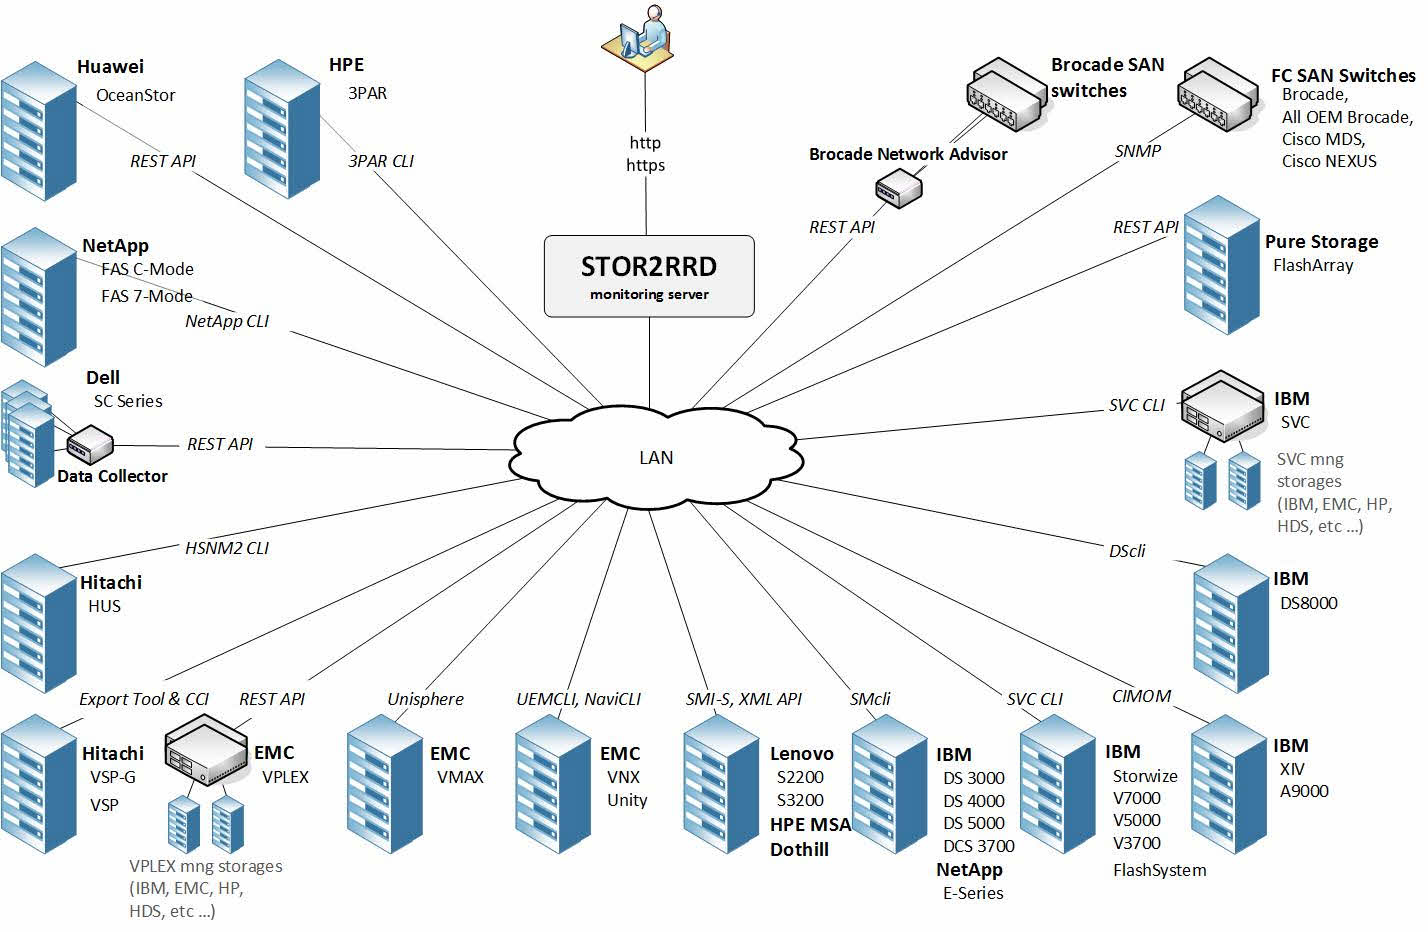 Huawei
OceanStor
REST API
HPE
3PAR
3PAR CLI
http
https
STOR2RRD
monitoring server
Brocade SAN
switches
Brocade Network Advisor
REST API
FC SAN Switches
Brocade,
All OEM Brocade,
Cisco MDS,
Cisco NEXUS
SNMP
REST API
Pure Storage
FlashArray
NetApp
FAS C-Mode
FAS 7-Mode
NetApp CLI
Dell
SC Series
REST API
Data Collector
LAN
SVC CLI
IBM
SVC
SVC mng
storages
(IBM, EMC, HP,
HDS, etc ...)
HSNM2 CLI
Hitachi
HUS
DScli
IBM
DS8000
Export Tool & CCI
Hitachi
VSP-G
VSP
REST API
EMC
VPLEX
VPLEX mng storages
(IBM, EMC, HP,
HDS, etc ...)
Unisphere
EMC
VMAX
UEMCLI, NaviCLI
EMC
VNX
Unity
SMI-S, XML API
Lenovo
S2200
S3200
HPE MSA
Dothill
SMcli
IBM
DS 3000
DS 4000
DS 5000
DCS 3700
NetApp
E-Series
SVC CLI
IBM
Storwize
V7000
V5000
V3700
FlashSystem
CIMOM
IBM
XIV
A9000